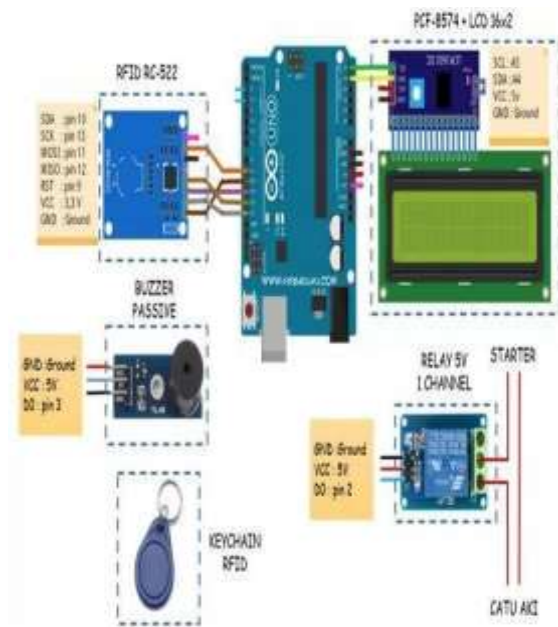 PCF-8574 + LCD 16x2
RFID RC-522
SDA : pin 10
SCK : pin 13
MOSI : pin 11
MISO : pin 12
RST : pin 9
VCC : 3,3 V
GND : Ground
SCL : A5
SDA : A4
VCC : 5v
GND : Ground
UNO
BUZZER
PASSIVE
GND :Ground
VCC : 5V
DO : pin 3
RELAY 5V
1 CHANNEL
STARTER
GND :Ground
VCC : 5V
DO : pin 2
KEYCHAIN
RFID
CATU AKI